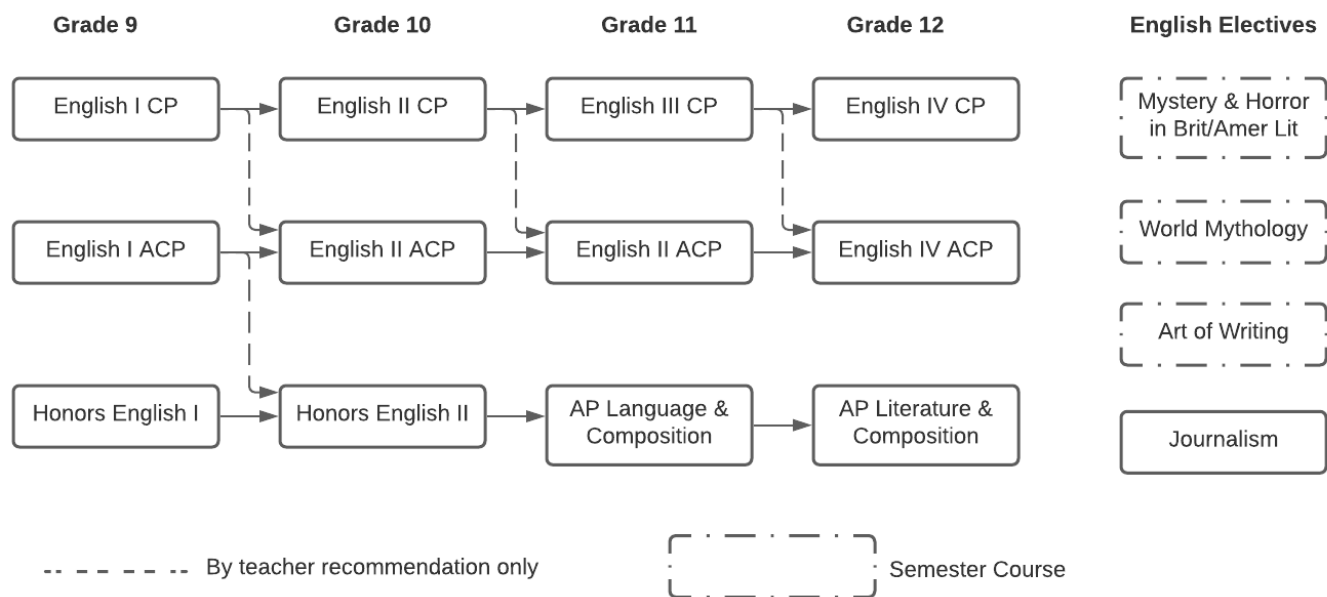 Grade 9
Grade 10
Grade 11
Grade 12
English Electives
English I CP
English II CP
English III CP
English IV CP
Mystery & Horror
in Brit/Amer Lit
English I ACP
English II ACP
English II ACP
English IV ACP
World Mythology
Art of Writing
Honors English I
Honors English II
AP Language &
Composition
AP Literature &
Composition
Journalism
By teacher recommendation only
Semester Course